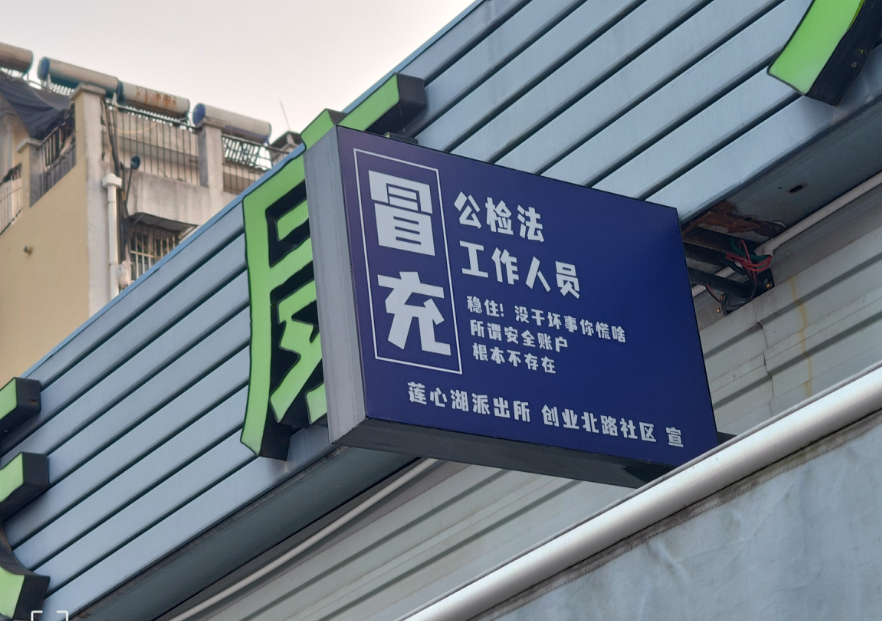 冒充
公检法
工作人员
稳住！没干坏事你慌啥
所谓安全账户
根本不存在
莲心湖派出所 创业北路社区 宣